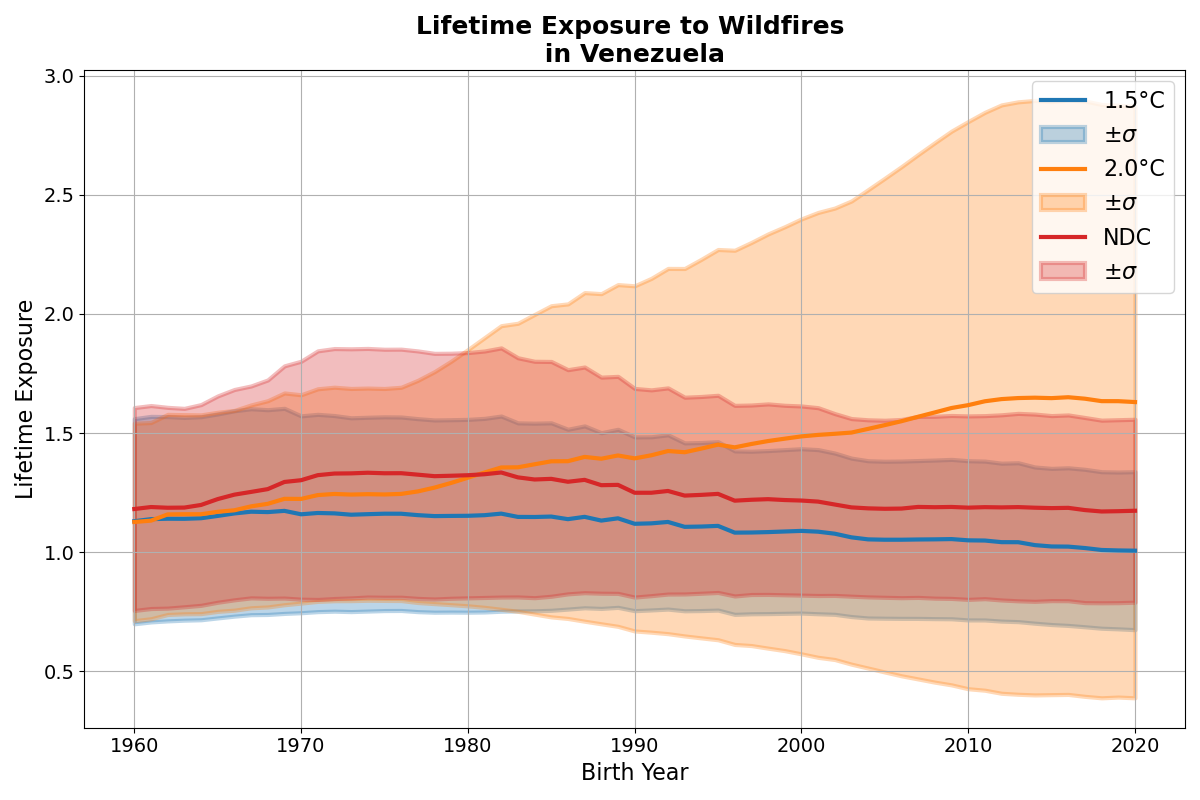 Lifetime Exposure to Wildfires
in Venezuela
3.0
2.5
2.0
1.5
1.0
0.5
Lifetime Exposure
1960
1970
1980
1990
2000
2010
2020
Birth Year
1.5°C
±σ
2.0°C
±σ
NDC
±σ